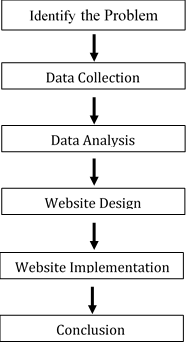 Identify the Problem
Data Collection
Data Analysis
Website Design
Website Implementation
Conclusion